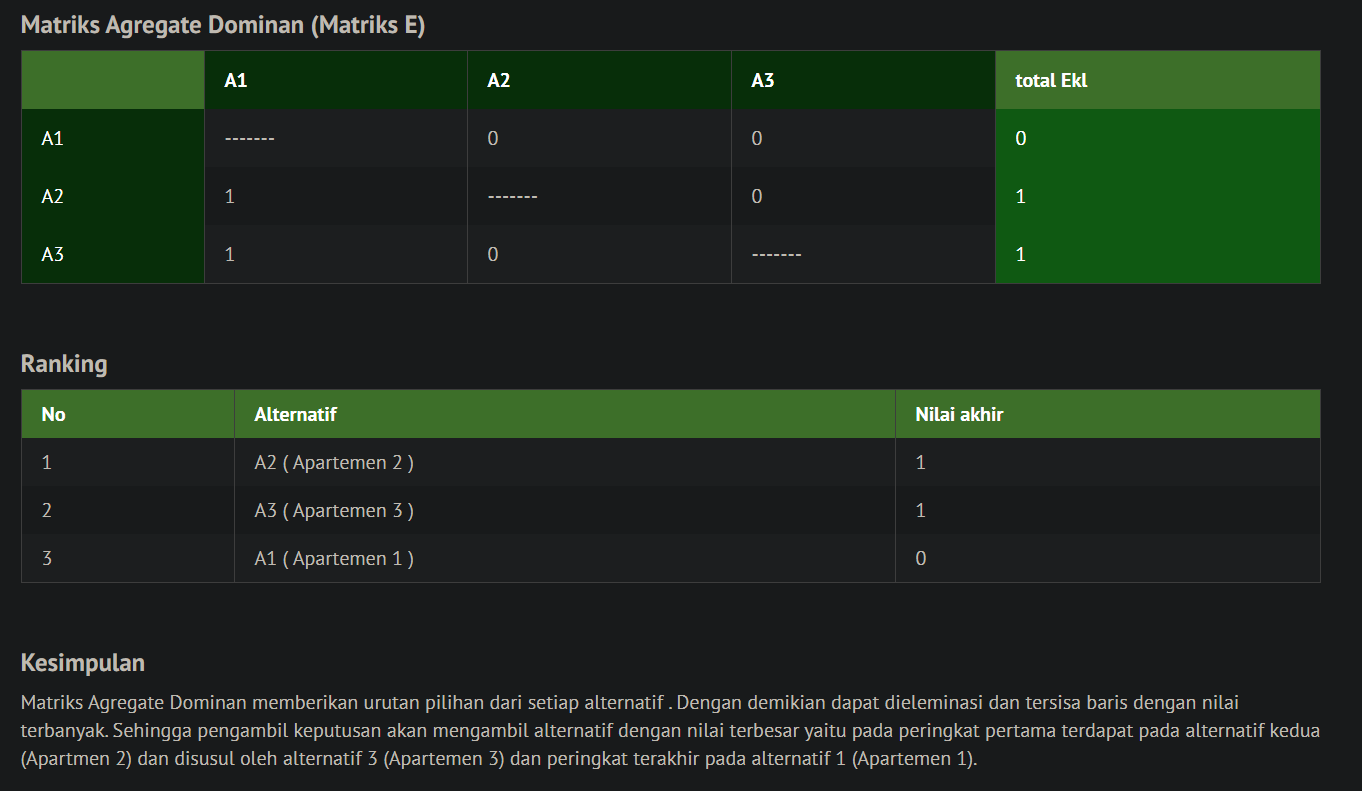 Matriks Agregate Dominan (Matriks E)
A1 A2 A3 total Ekl
A1 ------- 0 0 0
A2 1 ------- 0 1
A3 1 0 ------- 1
Ranking
No Alternatif Nilai akhir
1 A2 ( Apartemen 2 ) 1
2 A3 ( Apartemen 3 ) 1
3 A1 ( Apartemen 1 ) 0
Kesimpulan
Matriks Agregate Dominan memberikan urutan pilihan dari setiap alternatif . Dengan demikian dapat dieleminasi dan tersisa baris dengan nilai
terbanyak. Sehingga pengambil keputusan akan mengambil alternatif dengan nilai terbesar yaitu pada peringkat pertama terdapat pada alternatif kedua
(Apartmen 2) dan disusul oleh alternatif 3 (Apartemen 3) dan peringkat terakhir pada alternatif 1 (Apartemen 1).